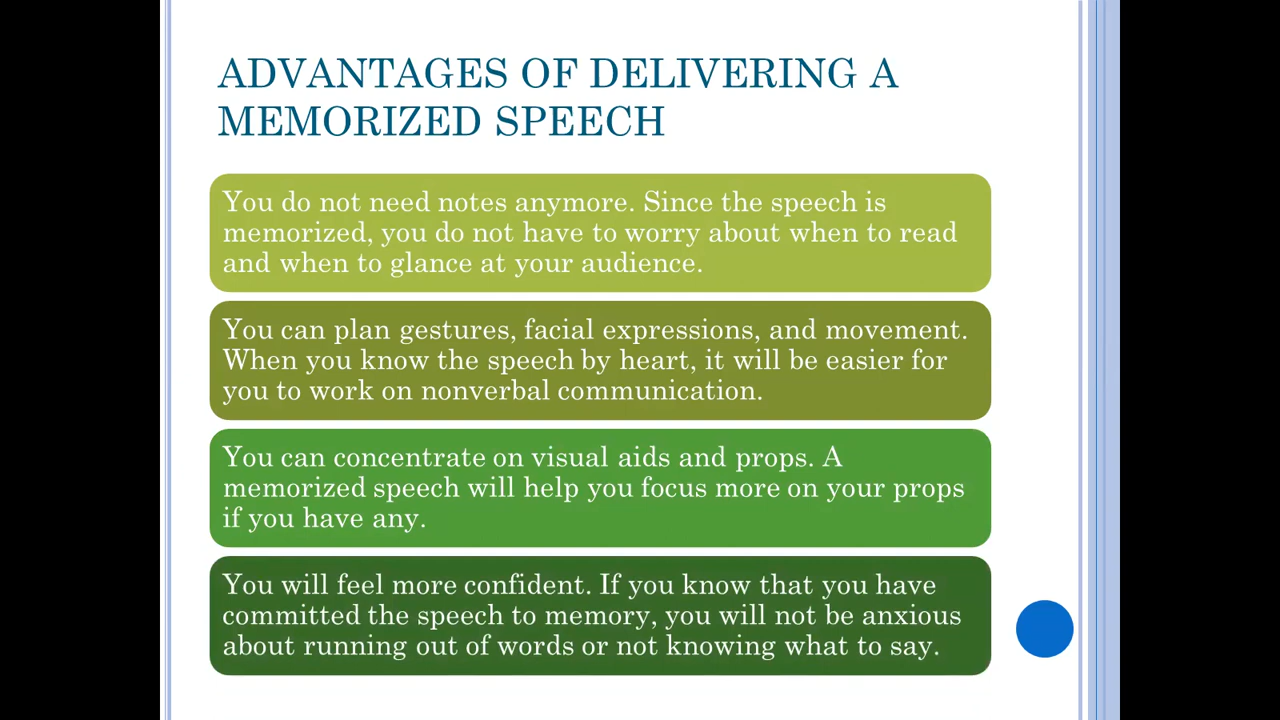 ADVANTAGES OF DELIVERING A
MEMORIZED SPEECH
You do not need notes anymore. Since the speech is
memorized, you do not have to worry about when to read
and when to glance at your audience.
You can plan gestures, facial expressions, and movement.
When you know the speech by heart, it will be easier for
you to work on nonverbal communication.
You can concentrate on visual aids and props. A
memorized speech will help you focus more on your props
if you have any.
You will feel more confident. If you know that you have
committed the speech to memory, you will not be anxious
about running out of words or not knowing what to say.